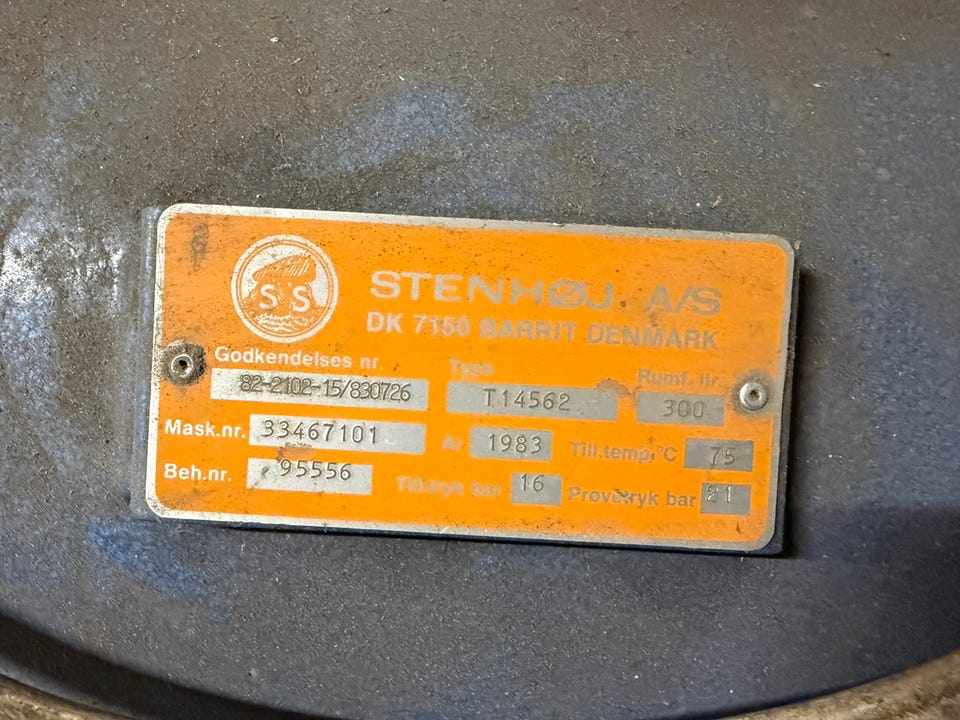 S S
STENHØJ A/S
DK 7150 BARRIT DENMARK
Godkendelses nr. Type Rumf. ltr.
82-2102-15/830726 T14562 300
Mask.nr. 33467101 År 1983 Till.temp.°C 75
Beh.nr. 95556 Till.tryk bar 16 Prøvetryk bar 21